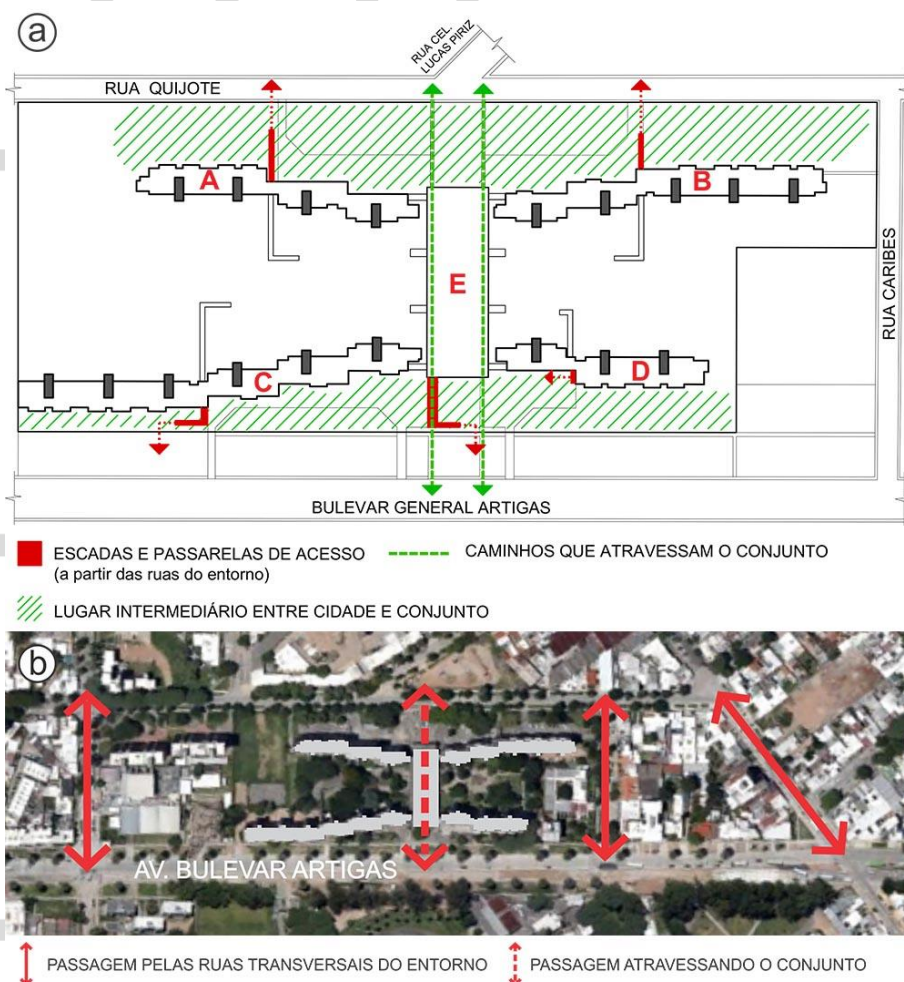 a
RUA CEL.
LUCAS PIRIZ
RUA QUIJOTE
A
B
E
RUA CARIBES
C
D
BULEVAR GENERAL ARTIGAS
ESCADAS E PASSARELAS DE ACESSO
(a partir das ruas do entorno)
CAMINHOS QUE ATRAVESSAM O CONJUNTO
LUGAR INTERMEDIÁRIO ENTRE CIDADE E CONJUNTO
b
AV. BULEVAR ARTIGAS
PASSAGEM PELAS RUAS TRANSVERSAIS DO ENTORNO
PASSAGEM ATRAVESSANDO O CONJUNTO